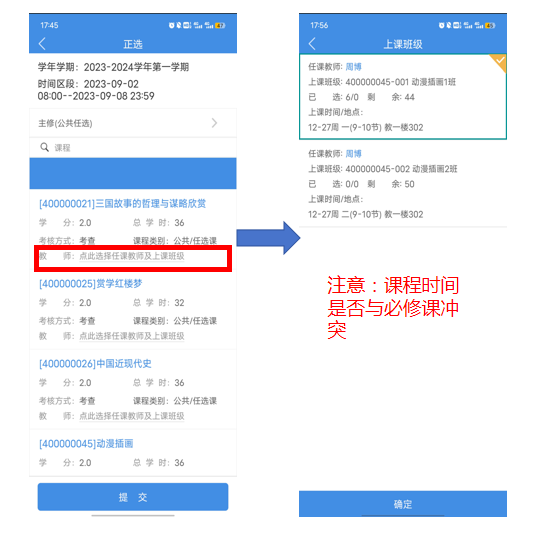 17:45
47
正选
学年学期：2023-2024学年第一学期
时间区段：2023-09-02
08:00--2023-09-08 23:59
主修(公共任选)
课程
[400000021]三国故事的哲理与谋略欣赏
学 分：2.0 总 学 时：36
考核方式：考查 课程类别：公共/任选课
教 师：点此选择任课教师及上课班级
[400000025]赏学红楼梦
学 分：2.0 总 学 时：32
考核方式：考查 课程类别：公共/任选课
教 师：点此选择任课教师及上课班级
[400000026]中国近现代史
学 分：2.0 总 学 时：36
考核方式：考查 课程类别：公共/任选课
教 师：点此选择任课教师及上课班级
[400000045]动漫插画
学 分：2.0 总 学 时：36
提 交
17:56
上课班级
任课教师：周博
上课班级：400000045-001 动漫插画1班
已 选：6/0 剩 余：44
上课时间/地点：
12-27周 一(9-10节) 教一楼302
任课教师：周博
上课班级：400000045-002 动漫插画2班
已 选：0/0 剩 余：50
上课时间/地点：
12-27周 二(9-10节) 教一楼302
注意：课程时间
是否与必修课冲
突
确定